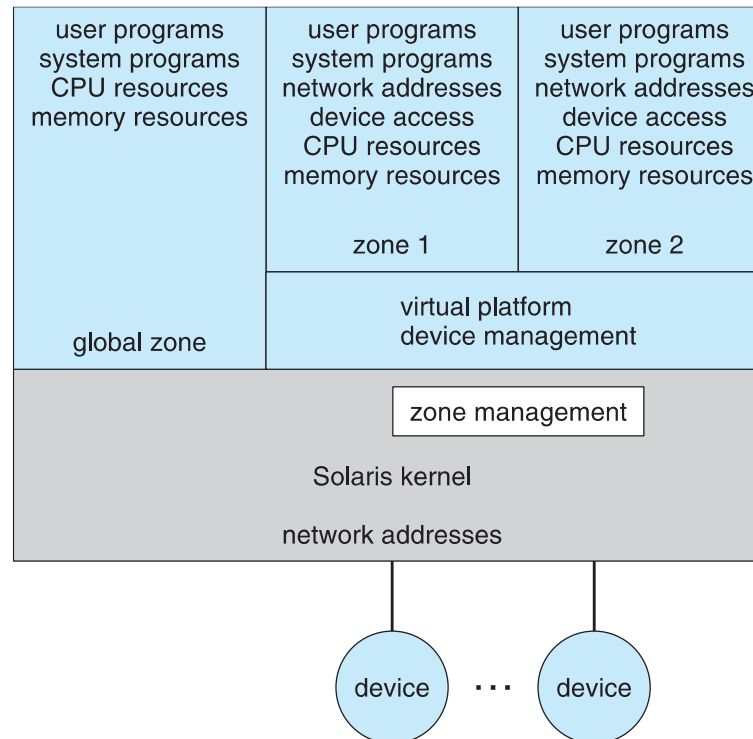 user programs
system programs
CPU resources
memory resources
global zone
user programs
system programs
network addresses
device access
CPU resources
memory resources
zone 1
user programs
system programs
network addresses
device access
CPU resources
memory resources
zone 2
virtual platform
device management
zone management
Solaris kernel
network addresses
device
...
device